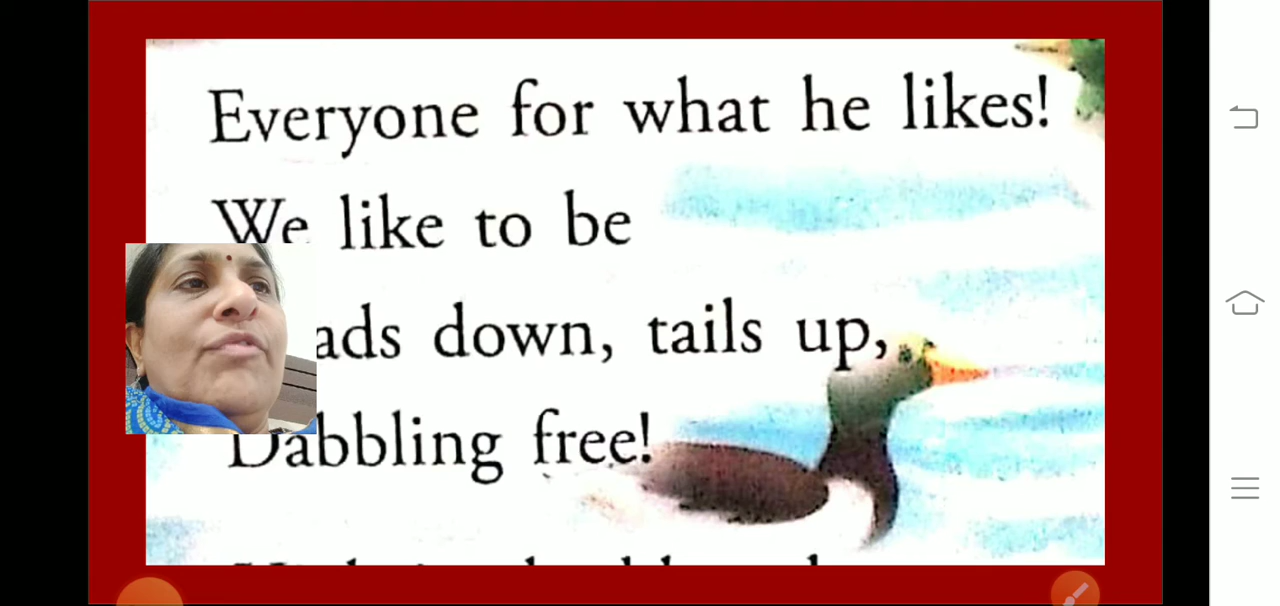 Everyone for what he likes!
We like to be
ads down, tails up,
Dabbling free!